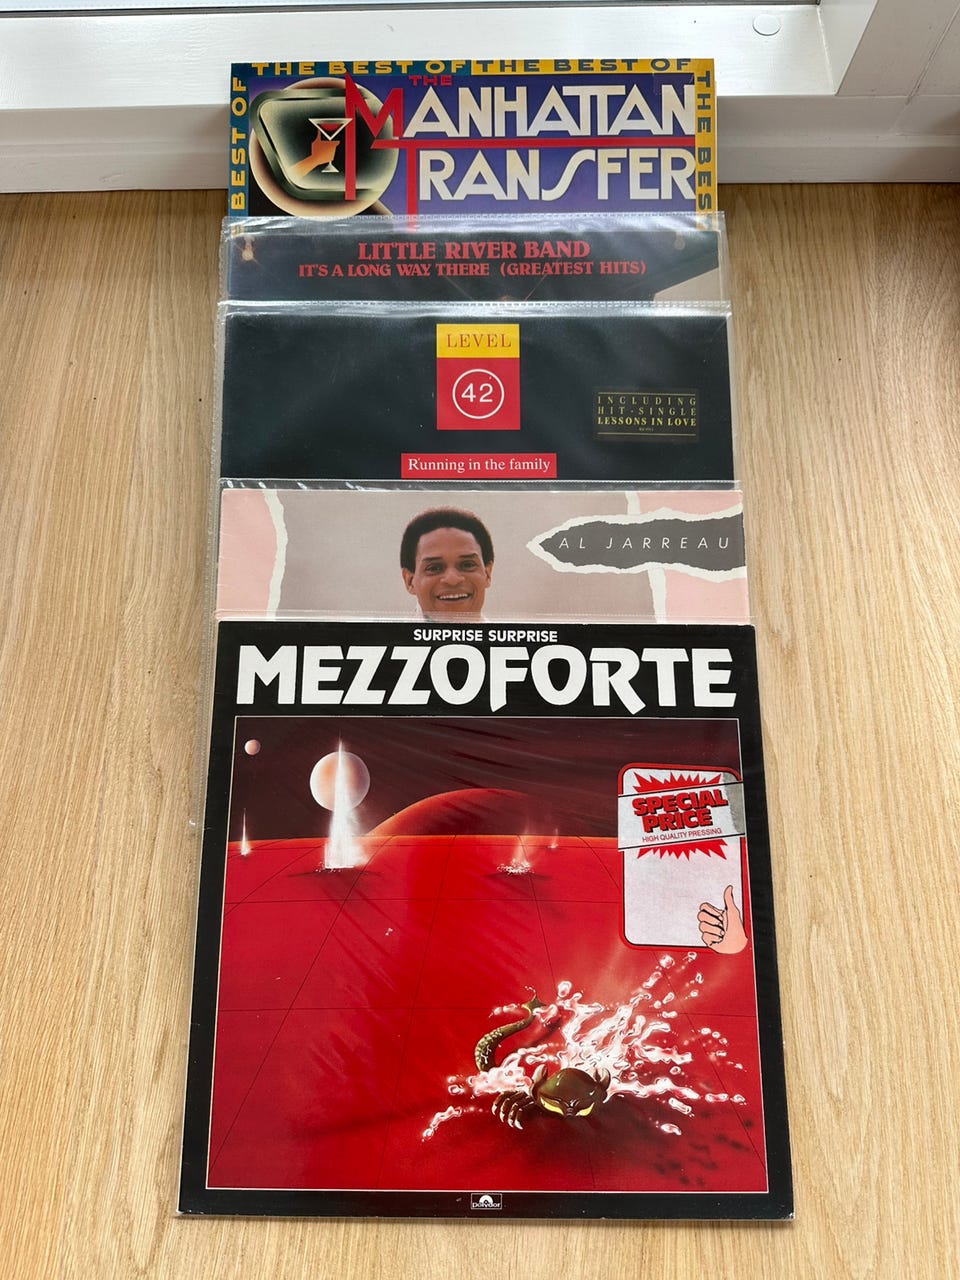 THE BEST OF THE BEST OF
BEST OF
THE BES
THE
MANHATTAN
TRANSFER
LITTLE RIVER BAND
IT'S A LONG WAY THERE (GREATEST HITS)
LEVEL
42
INCLUDING
HIT-SINGLE
LESSONS IN LOVE
Running in the family
AL JARREAU
SURPRISE SURPRISE
MEZZOFORTE
SPECIAL
PRICE
HIGH QUALITY PRESSING
polydor